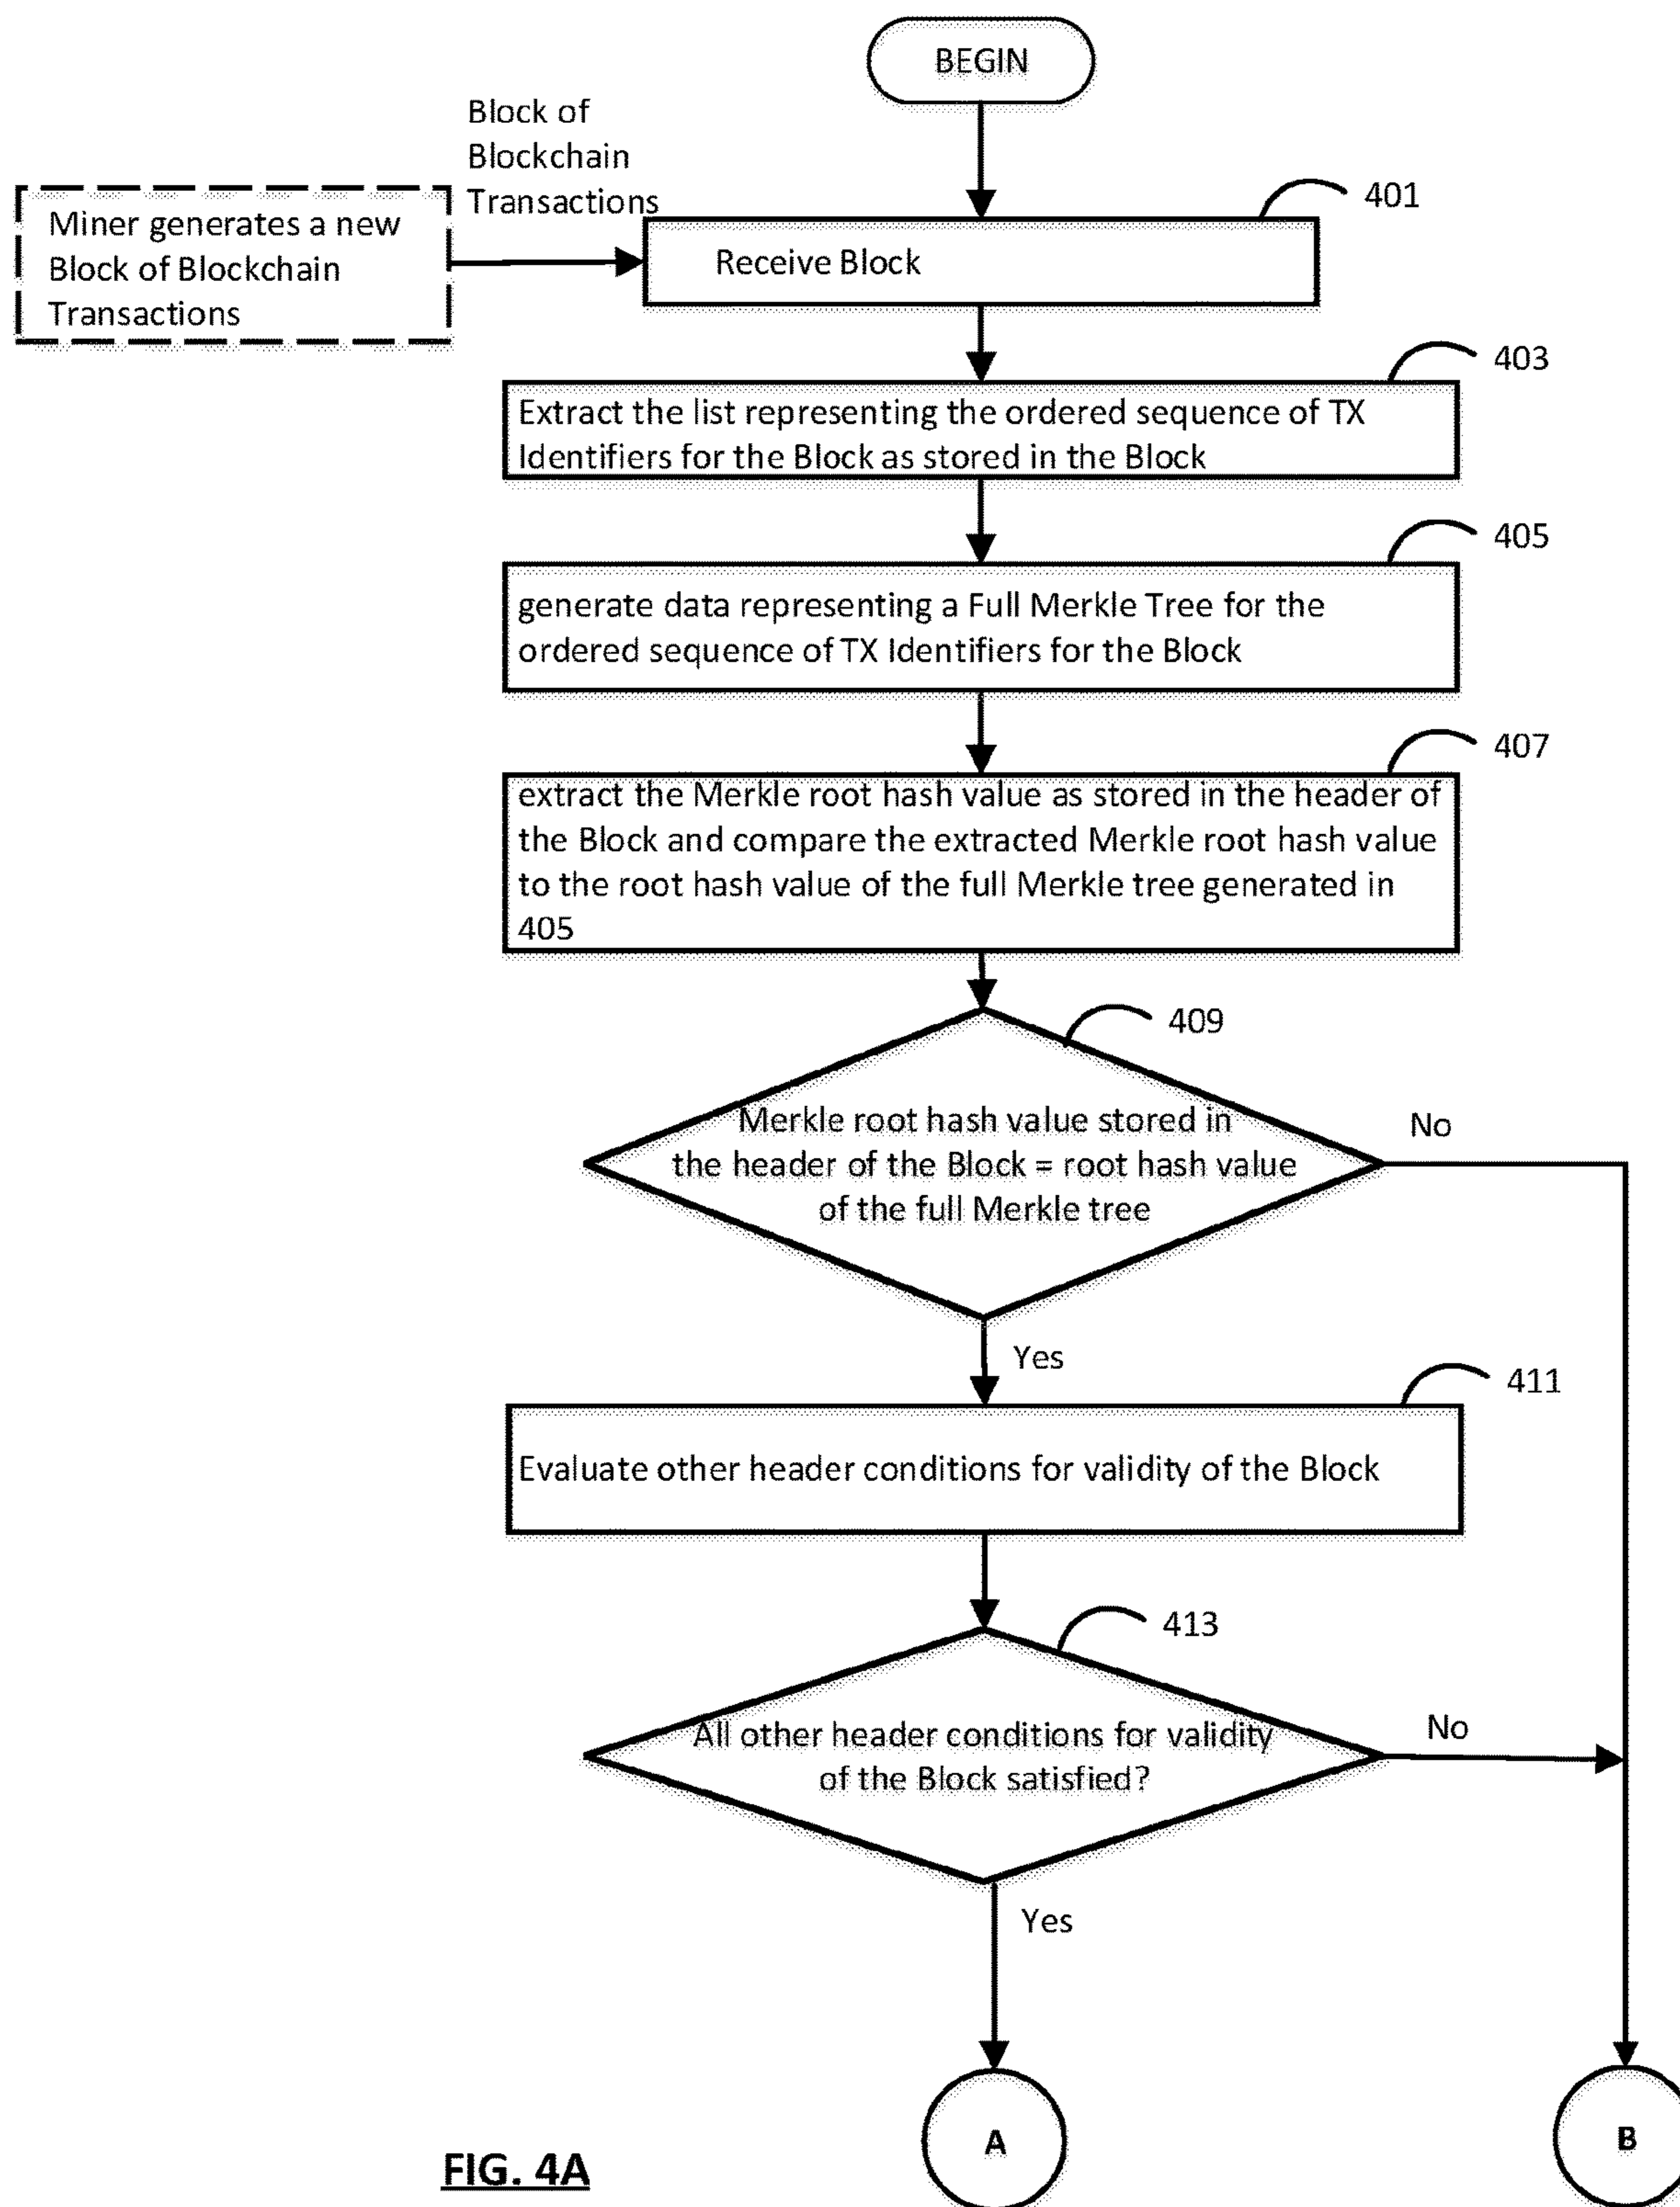 BEGIN
Block of
Blockchain
Transactions
Miner generates a new
Block of Blockchain
Transactions
401
Receive Block
403
Extract the list representing the ordered sequence of TX
Identifiers for the Block as stored in the Block
405
generate data representing a Full Merkle Tree for the
ordered sequence of TX Identifiers for the Block
407
extract the Merkle root hash value as stored in the header of
the Block and compare the extracted Merkle root hash value
to the root hash value of the full Merkle tree generated in
405
409
Merkle root hash value stored in
the header of the Block = root hash value
of the full Merkle tree
No
Yes
411
Evaluate other header conditions for validity of the Block
413
All other header conditions for validity
of the Block satisfied?
No
Yes
A
B
FIG. 4A